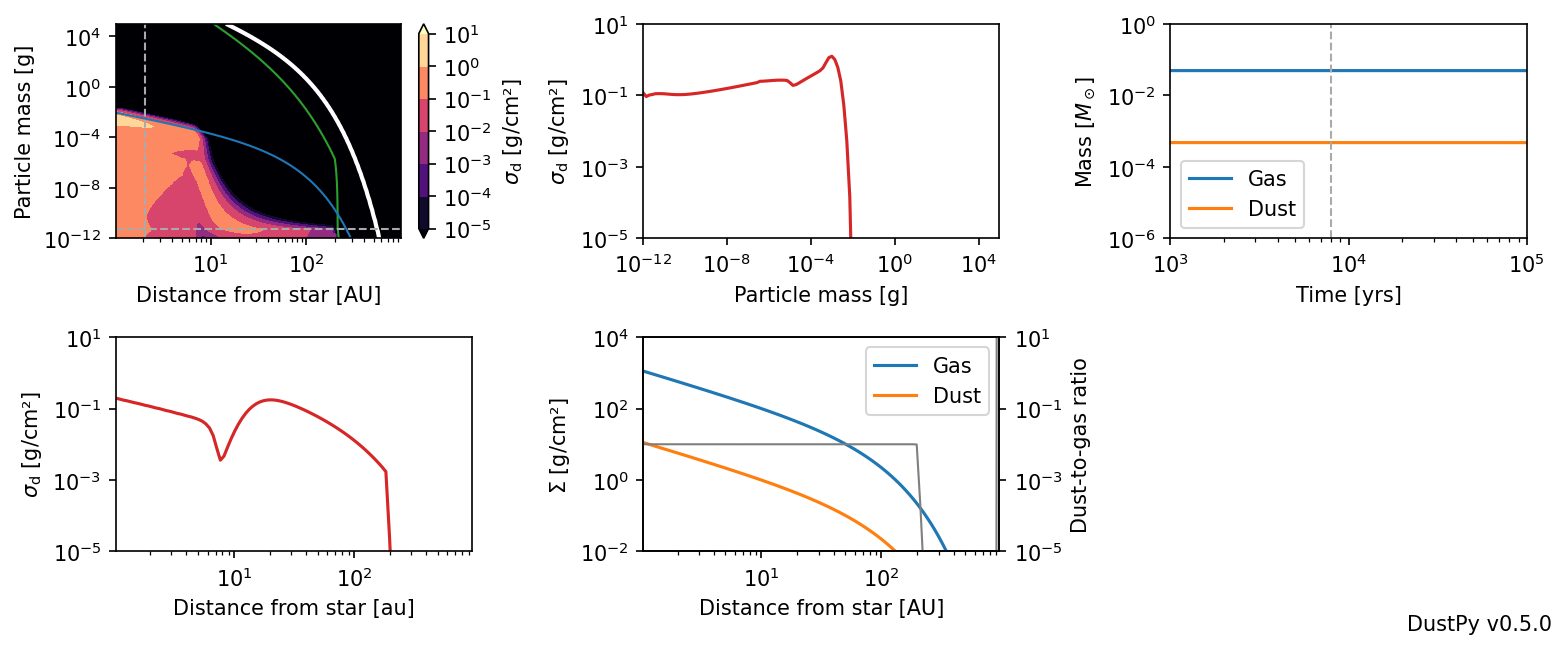 Particle mass [g]
10⁴
10⁰
10⁻⁴
10⁻⁸
10⁻¹²
10¹
10²
Distance from star [AU]
10¹
10⁰
10⁻¹
10⁻²
10⁻³
10⁻⁴
10⁻⁵
σd [g/cm²]
σd [g/cm²]
10¹
10⁻¹
10⁻³
10⁻⁵
10⁻¹²
10⁻⁸
10⁻⁴
10⁰
10⁴
Particle mass [g]
Mass [M⊙]
10⁰
10⁻²
10⁻⁴
10⁻⁶
Gas
Dust
10³
10⁴
10⁵
Time [yrs]
σd [g/cm²]
10¹
10⁻¹
10⁻³
10⁻⁵
10¹
10²
Distance from star [au]
Σ [g/cm²]
10⁴
10²
10⁰
10⁻²
Gas
Dust
10¹
10²
Distance from star [AU]
10¹
10⁻¹
10⁻³
10⁻⁵
Dust-to-gas ratio
DustPy v0.5.0